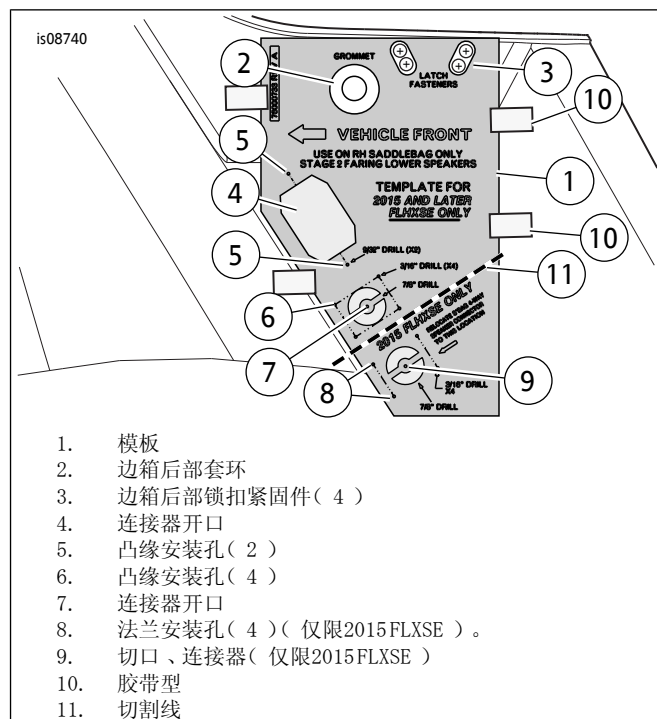 is08740
GROMMET
LATCH
FASTENERS
VEHICLE FRONT
USE ON RH SADDLEBAG ONLY
STAGE 2 FARING LOWER SPEAKERS
TEMPLATE FOR
2015 AND LATER
FLHXSE ONLY
9/32" DRILL (X2)
3/16" DRILL (X4)
7/8" DRILL
2015 FLHXSE ONLY
SPEAKER CONNECTOR
TO THIS LOCATION
3/16" DRILL
X4
7/8" DRILL
2
3
10
5
4
1
10
5
11
6
7
8
9
1. 模板
2. 边箱后部套环
3. 边箱后部锁扣紧固件( 4 )
4. 连接器开口
5. 凸缘安装孔( 2 )
6. 凸缘安装孔( 4 )
7. 连接器开口
8. 法兰安装孔( 4 )( 仅限2015FLXSE ) 。
9. 切口 、连接器( 仅限2015FLXSE )
10. 胶带型
11. 切割线